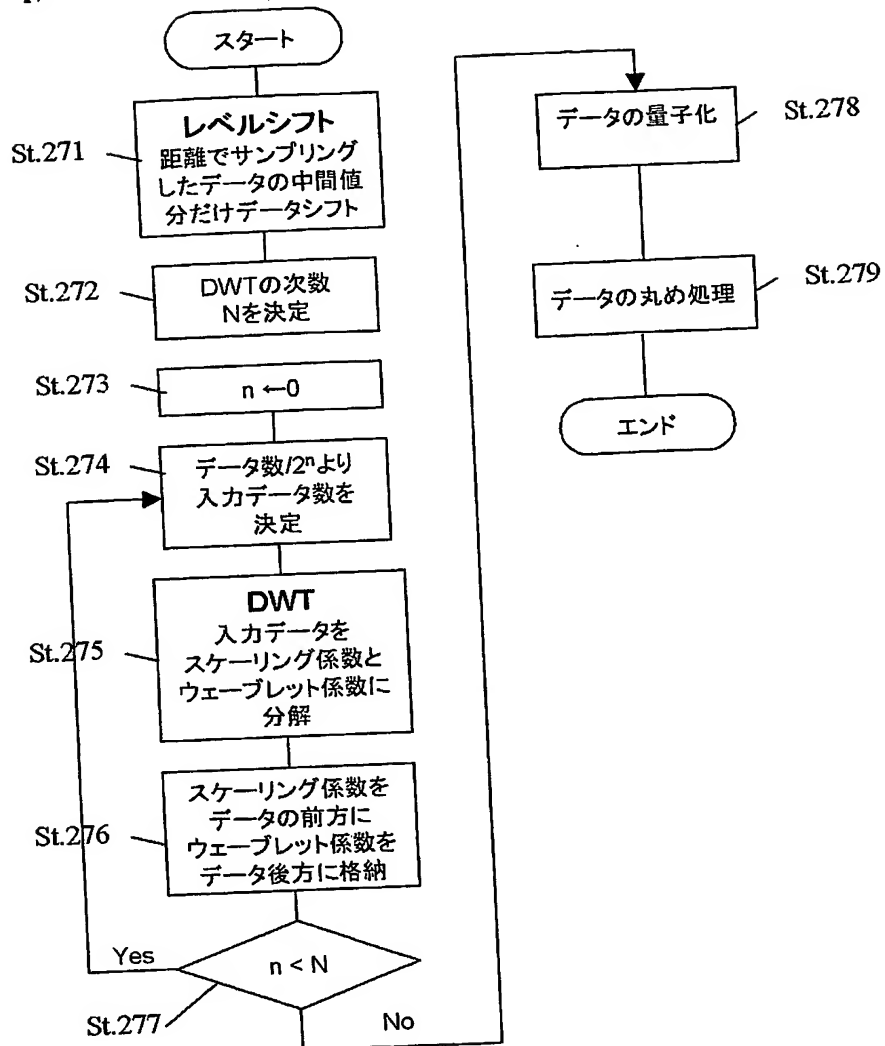 スタート
St.271
レベルシフト
距離でサンプリング
したデータの中間値
分だけデータシフト
St.272
DWTの次数
Nを決定
St.273
n ←0
St.274
データ数/2ⁿより
入力データ数を
決定
St.275
DWT
入力データを
スケーリング係数と
ウェーブレット係数に
分解
St.276
スケーリング係数を
データの前方に
ウェーブレット係数を
データ後方に格納
Yes
n < N
St.277
No
データの量子化
St.278
データの丸め処理
St.279
エンド